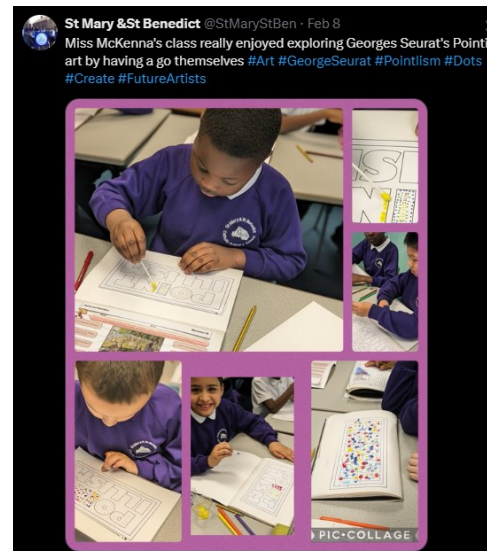 St Mary &St Benedict @StMaryStBen · Feb 8
Miss McKenna's class really enjoyed exploring Georges Seurat's Pointi
art by having a go themselves #Art #GeorgeSeurat #Pointlism #Dots
#Create #FutureArtists
PIC•COLLAGE